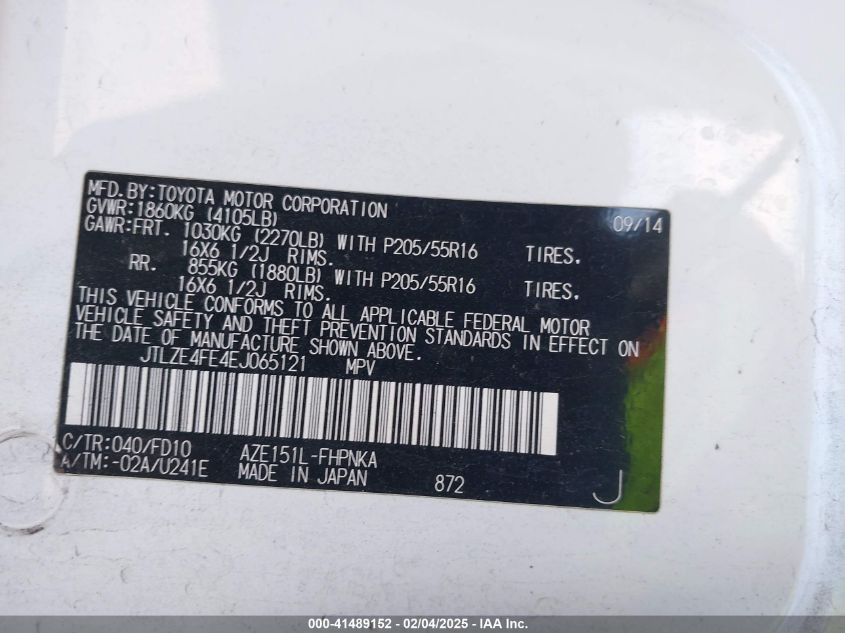 MFD.BY:TOYOTA MOTOR CORPORATION 09/14
GVWR:1860KG (4105LB)
GAWR:FRT. 1030KG (2270LB) WITH P205/55R16 TIRES.
16X6 1/2J RIMS.
RR. 855KG (1880LB) WITH P205/55R16 TIRES.
16X6 1/2J RIMS.
THIS VEHICLE CONFORMS TO ALL APPLICABLE FEDERAL MOTOR
VEHICLE SAFETY AND THEFT PREVENTION STANDARDS IN EFFECT ON
THE DATE OF MANUFACTURE SHOWN ABOVE.
JTLZE4FE4EJ065121 MPV
C/TR:040/FD10 AZE151L-FHPNKA
A/TM:-02A/U241E MADE IN JAPAN 872 J
000-41489152 - 02/04/2025 - IAA Inc.